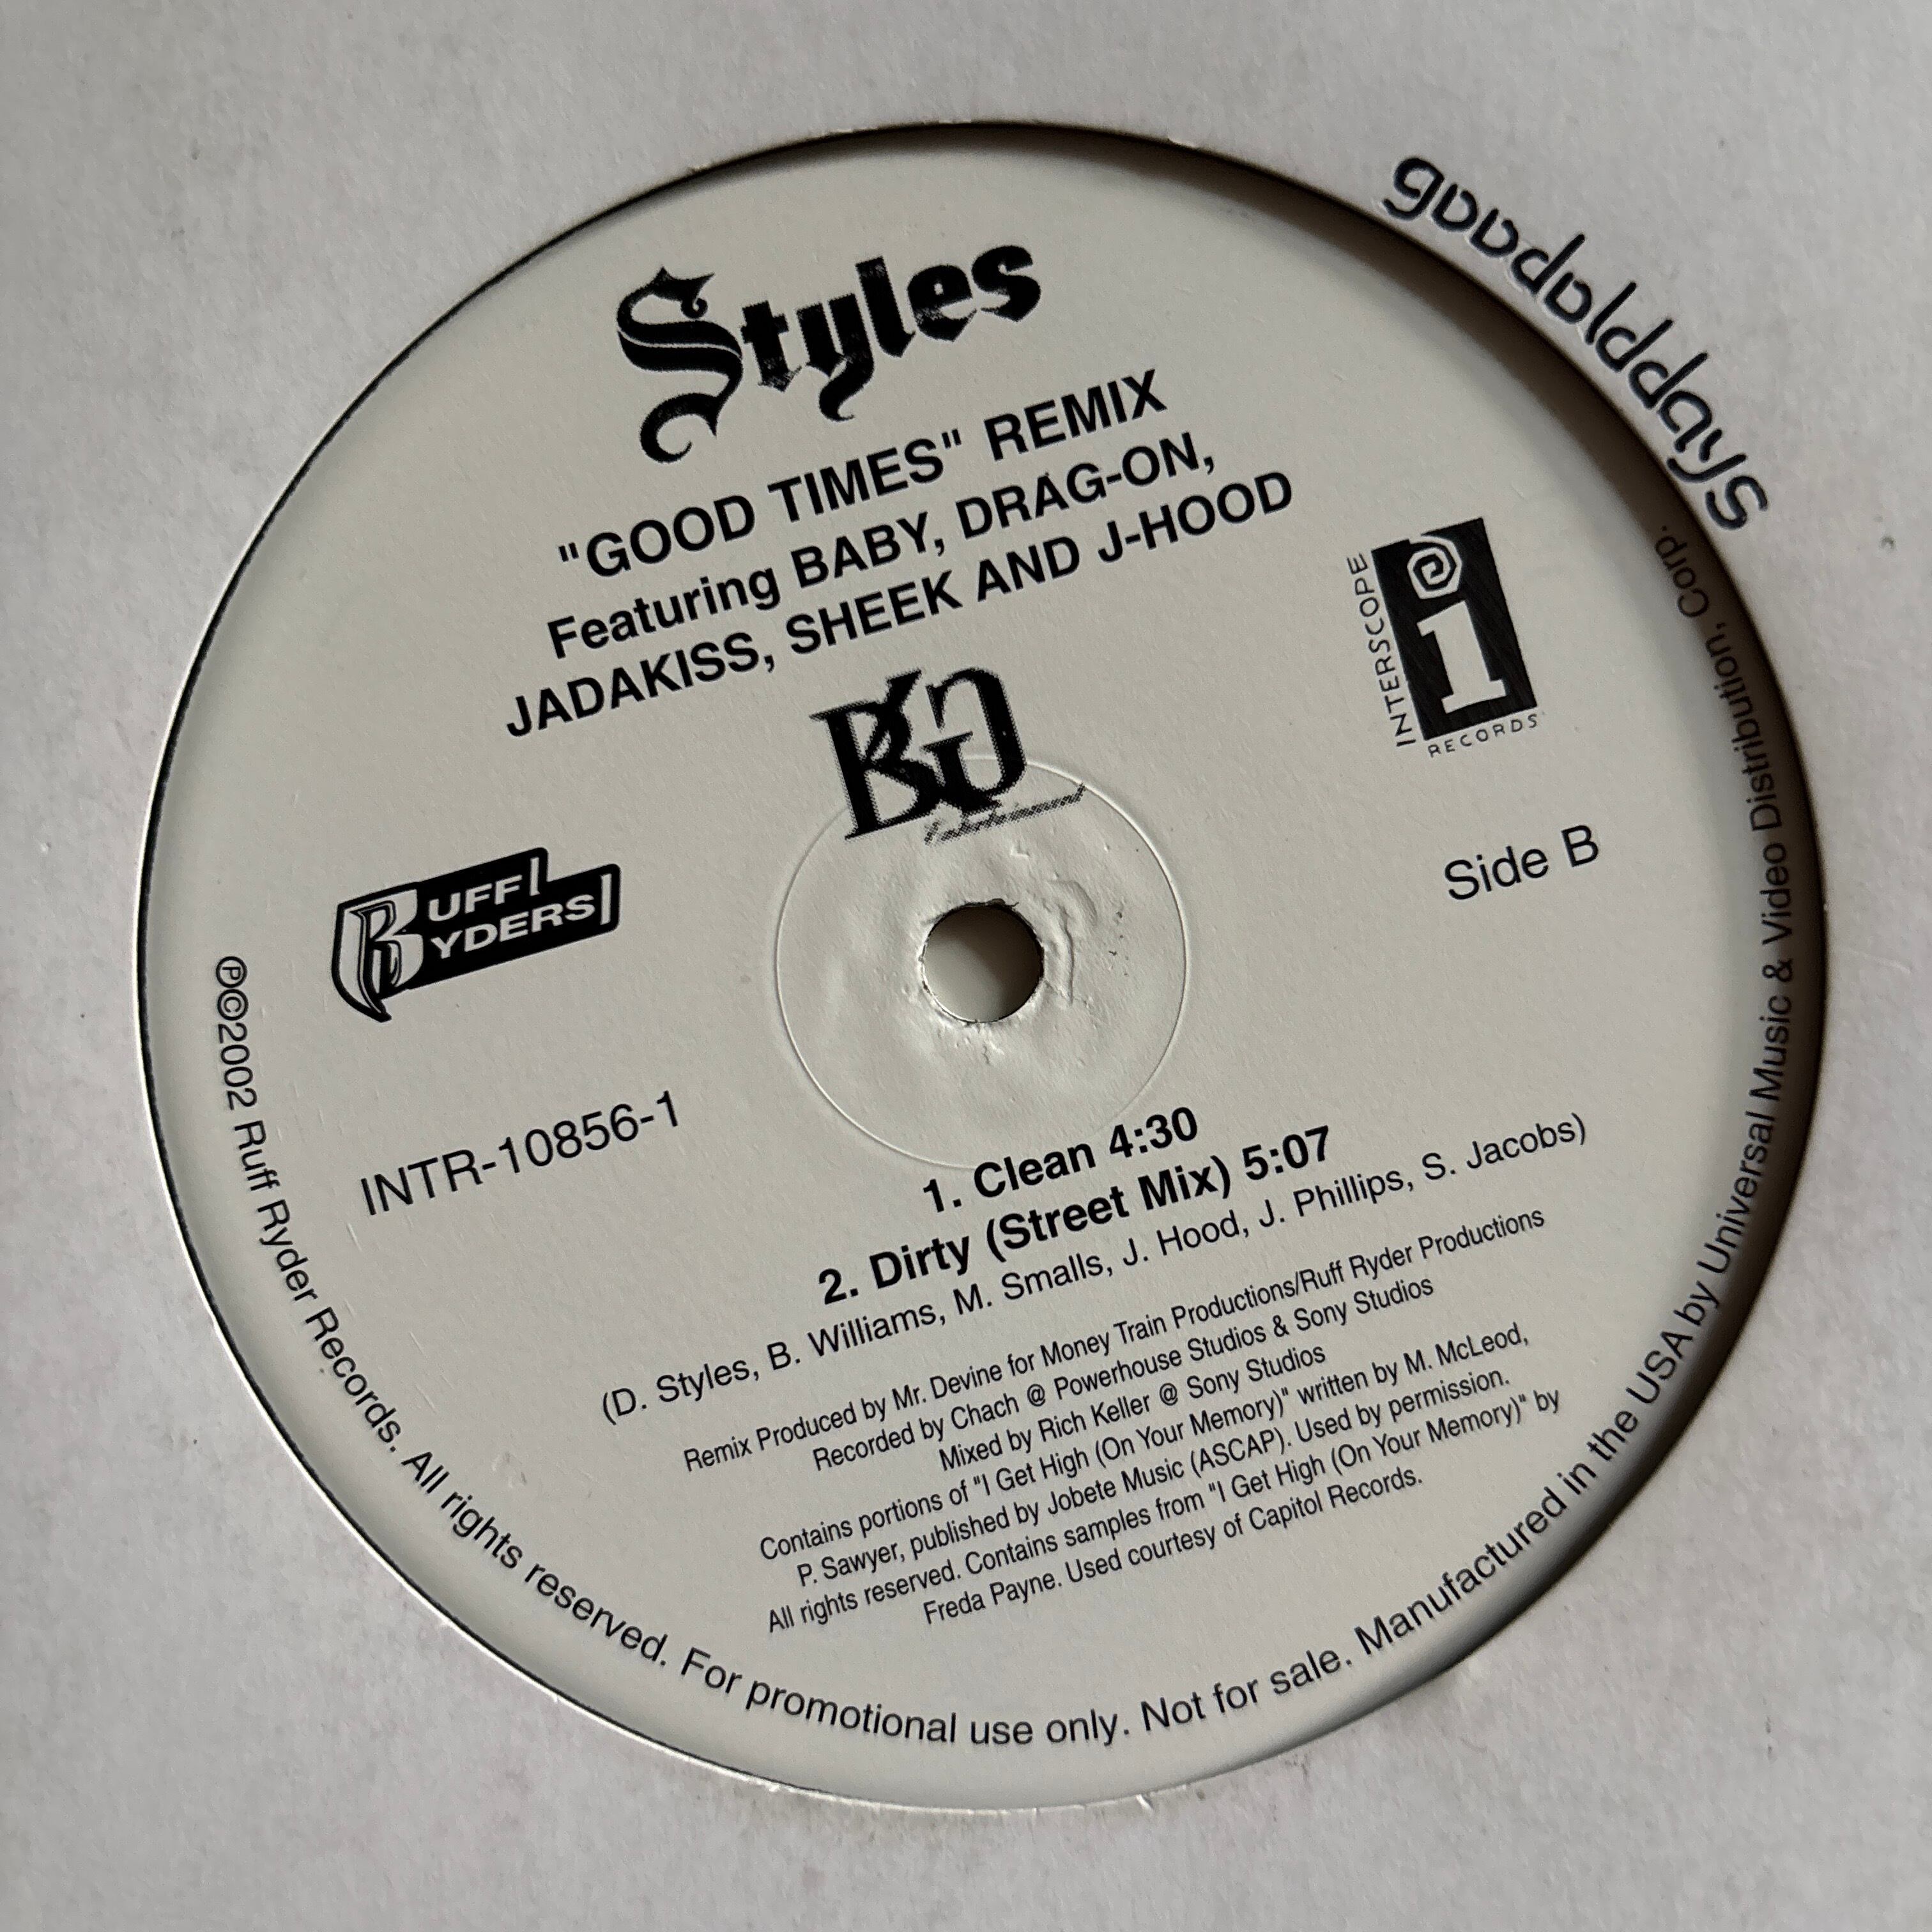 Styles
"GOOD TIMES" REMIX
Featuring BABY, DRAG-ON,
JADAKISS, SHEEK AND J-HOOD
Entertainment
INTERSCOPE
i
RECORDS
RUFF
RYDERS
Side B
INTR-10856-1
1. Clean 4:30
2. Dirty (Street Mix) 5:07
(D. Styles, B. Williams, M. Smalls, J. Hood, J. Phillips, S. Jacobs)
Remix Produced by Mr. Devine for Money Train Productions/Ruff Ryder Productions
Recorded by Chach @ Powerhouse Studios & Sony Studios
Mixed by Rich Keller @ Sony Studios
Contains portions of "I Get High (On Your Memory)" written by M. McLeod,
P. Sawyer, published by Jobete Music (ASCAP). Used by permission.
All rights reserved. Contains samples from "I Get High (On Your Memory)" by
Freda Payne. Used courtesy of Capitol Records.
℗©2002 Ruff Ryder Records. All rights reserved. For promotional use only. Not for sale. Manufactured in the USA by Universal Music & Video Distribution, Corp.
goodolddays